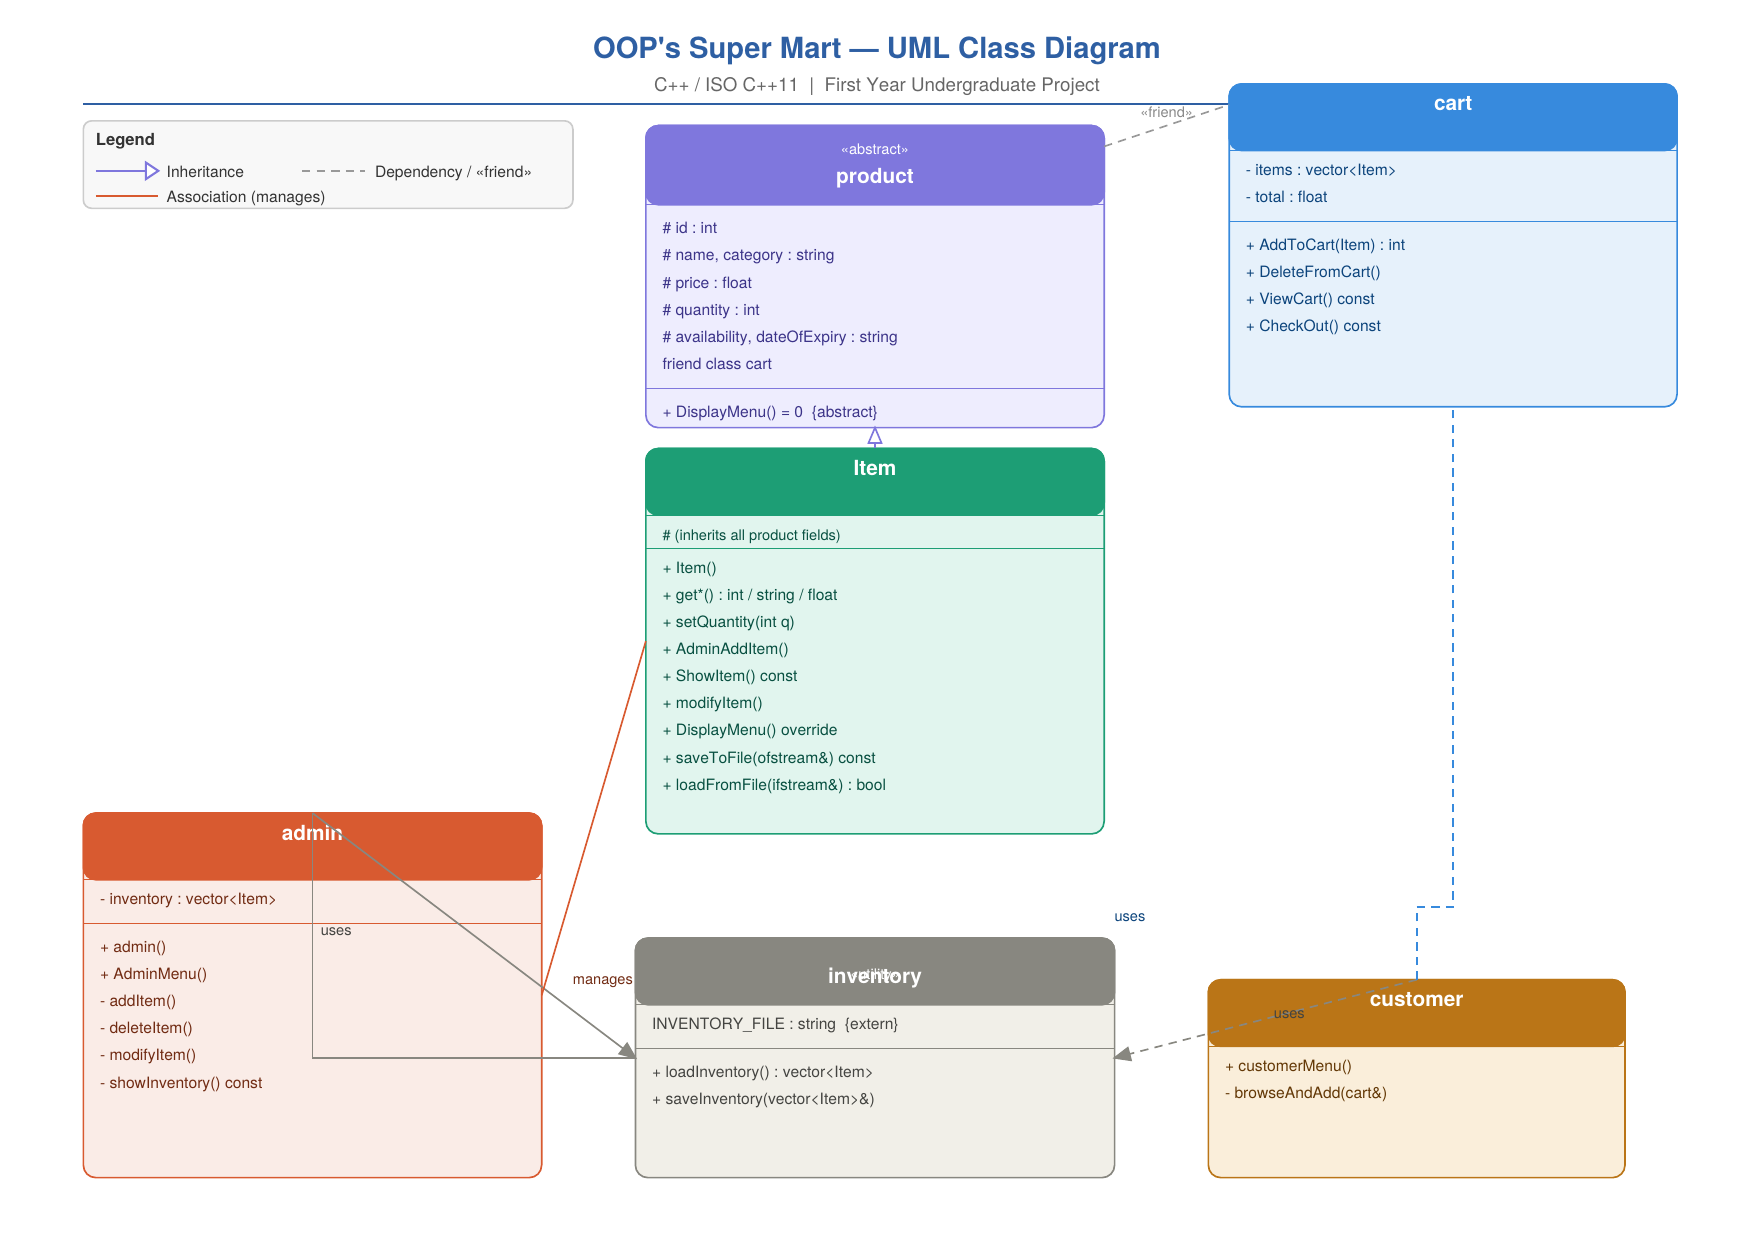 OOP's Super Mart — UML Class Diagram
C++ / ISO C++11 | First Year Undergraduate Project
Legend
Inheritance
Dependency / «friend»
Association (manages)
«friend»
«abstract»
product
# id : int
# name, category : string
# price : float
# quantity : int
# availability, dateOfExpiry : string
friend class cart
+ DisplayMenu() = 0 {abstract}
cart
- items : vector<Item>
- total : float
+ AddToCart(Item) : int
+ DeleteFromCart()
+ ViewCart() const
+ CheckOut() const
Item
# (inherits all product fields)
+ Item()
+ get*() : int / string / float
+ setQuantity(int q)
+ AdminAddItem()
+ ShowItem() const
+ modifyItem()
+ DisplayMenu() override
+ saveToFile(ofstream&) const
+ loadFromFile(ifstream&) : bool
admin
- inventory : vector<Item>
+ admin()
+ AdminMenu()
- addItem()
- deleteItem()
- modifyItem()
- showInventory() const
uses
manages
uses
inventory
«utility»
INVENTORY_FILE : string {extern}
+ loadInventory() : vector<Item>
+ saveInventory(vector<Item>&)
customer
uses
+ customerMenu()
- browseAndAdd(cart&)